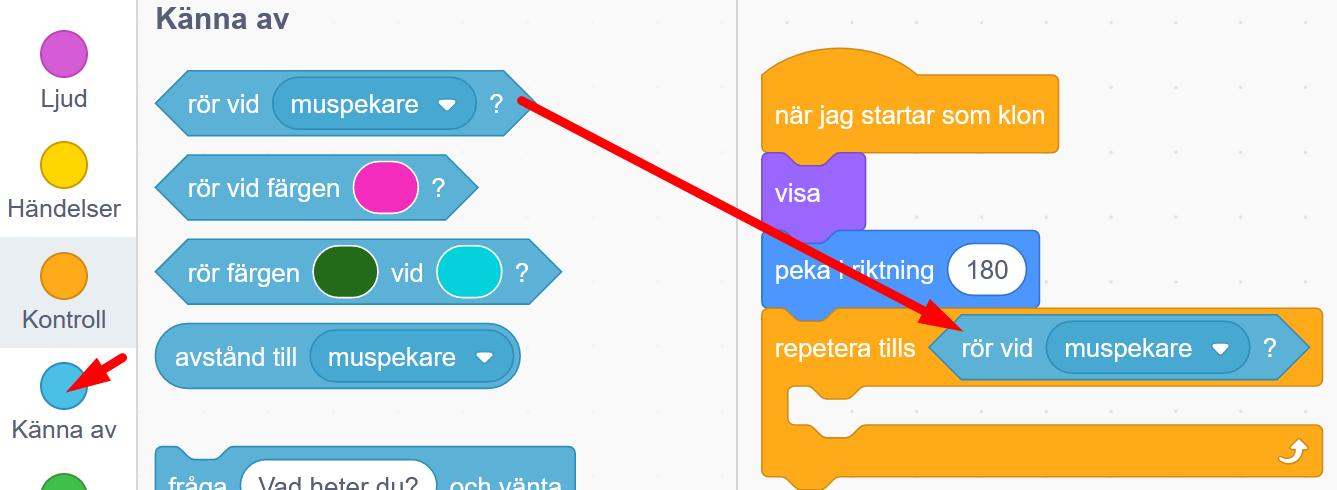 Ljud
Händelser
Kontroll
Känna av
Känna av
rör vid muspekare ?
rör vid färgen ?
rör färgen vid ?
avstånd till muspekare
fråga Vad heter du? och vänta
när jag startar som klon
visa
peka i riktning 180
repetera tills rör vid muspekare ?